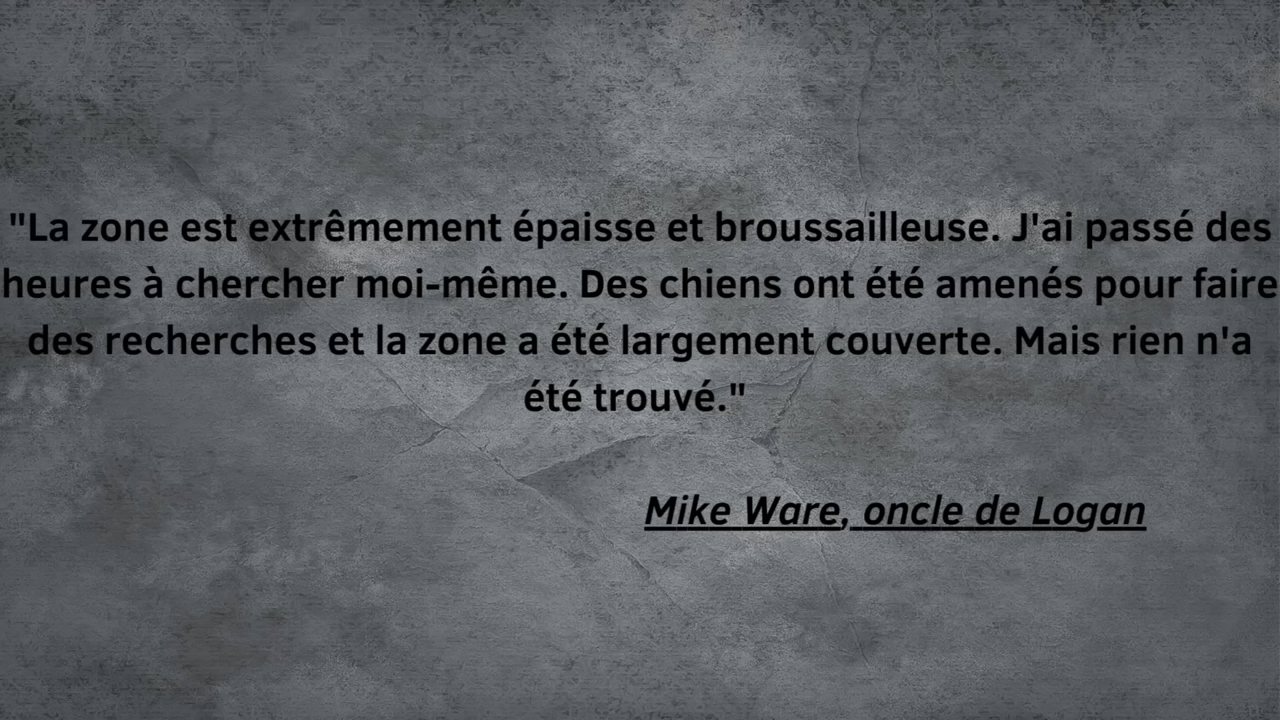 "La zone est extrêmement épaisse et broussailleuse. J'ai passé des
heures à chercher moi-même. Des chiens ont été amenés pour faire
des recherches et la zone a été largement couverte. Mais rien n'a
été trouvé."
Mike Ware, oncle de Logan